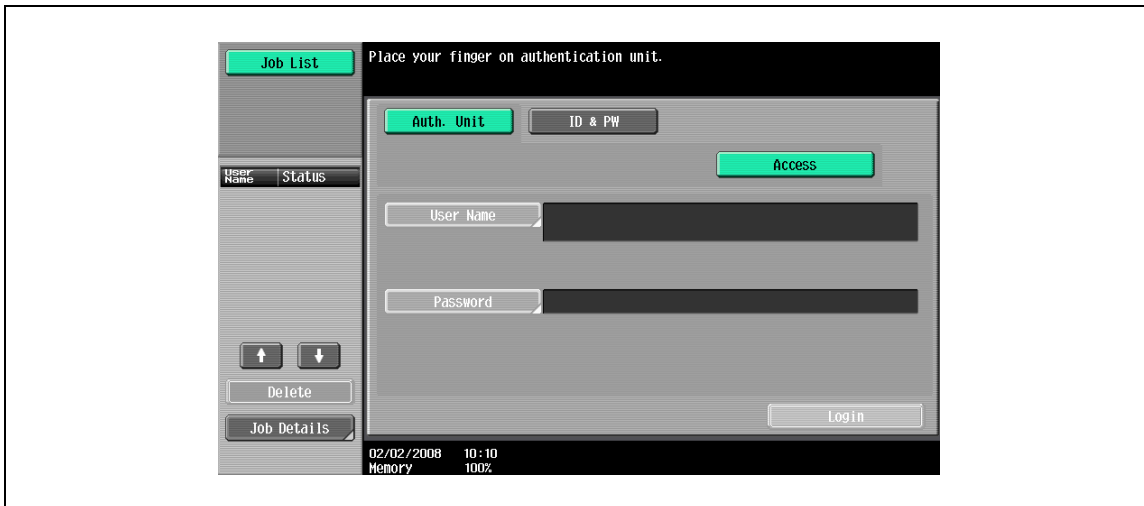 Job List
Place your finger on authentication unit.
Auth. Unit
ID & PW
Access
User Name
Status
User Name
Password
Delete
Job Details
Login
02/02/2008 10:10
Memory 100%